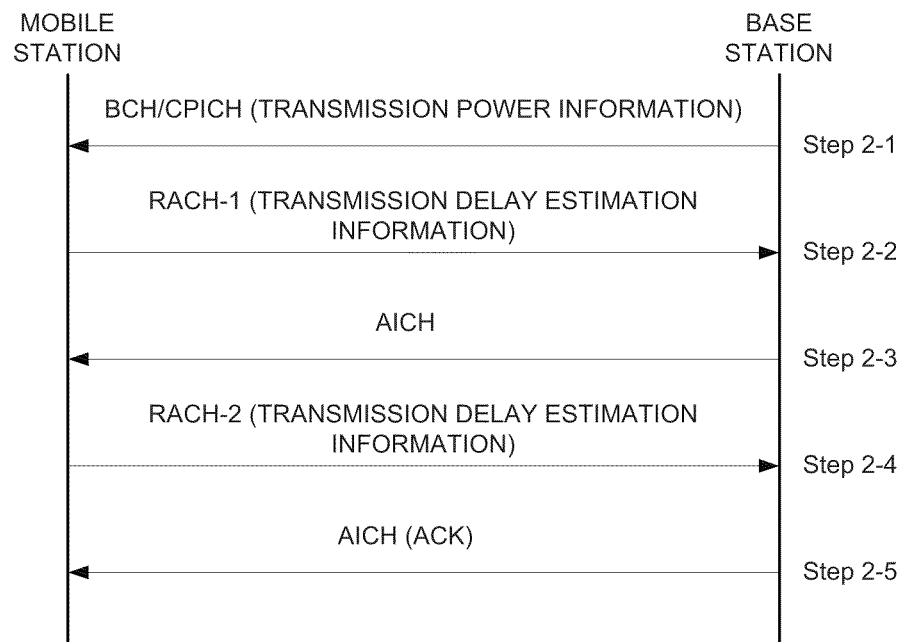 MOBILE
STATION
BASE
STATION
BCH/CPICH (TRANSMISSION POWER INFORMATION)
Step 2-1
RACH-1 (TRANSMISSION DELAY ESTIMATION
INFORMATION)
Step 2-2
AICH
Step 2-3
RACH-2 (TRANSMISSION DELAY ESTIMATION
INFORMATION)
Step 2-4
AICH (ACK)
Step 2-5